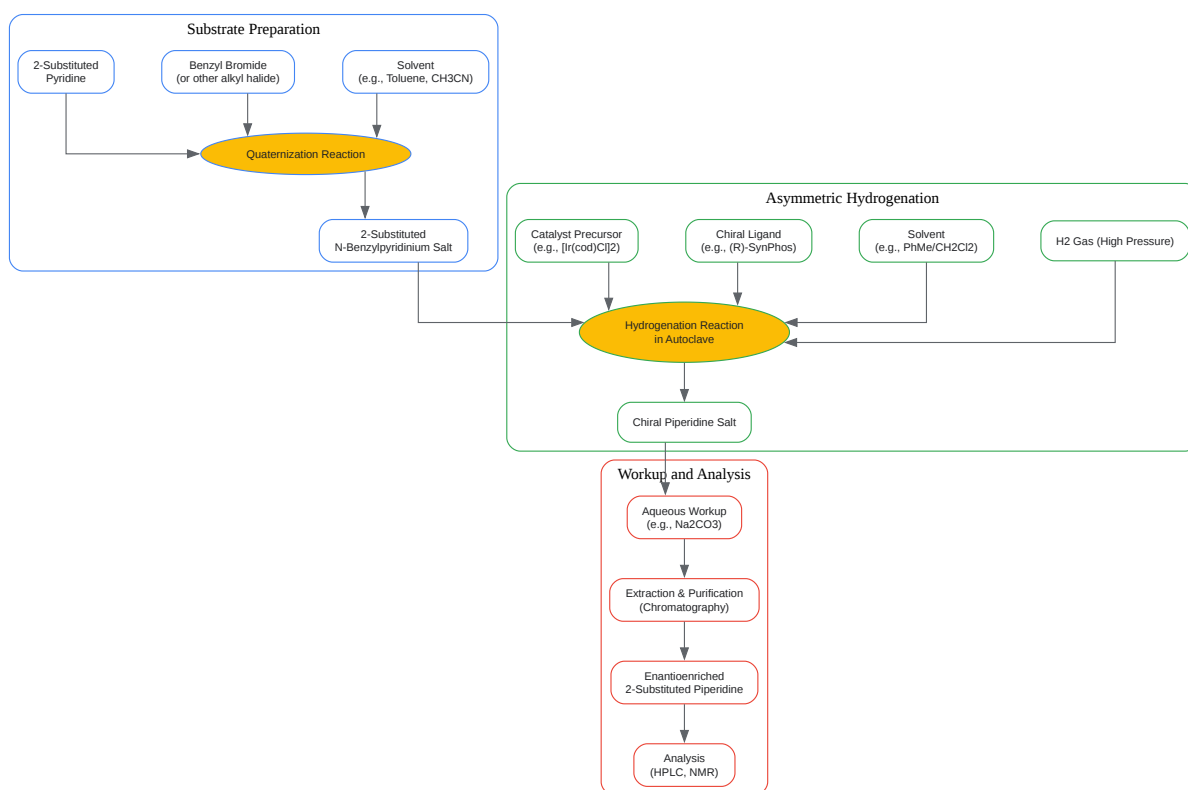 Substrate Preparation
2-Substituted
Pyridine
Benzyl Bromide
(or other alkyl halide)
Solvent
(e.g., Toluene, CH3CN)
Quaternization Reaction
2-Substituted
N-Benzylpyridinium Salt
Asymmetric Hydrogenation
Catalyst Precursor
(e.g., [Ir(cod)Cl]2)
Chiral Ligand
(e.g., (R)-SynPhos)
Solvent
(e.g., PhMe/CH2Cl2)
H2 Gas (High Pressure)
Hydrogenation Reaction
in Autoclave
Chiral Piperidine Salt
Workup and Analysis
Aqueous Workup
(e.g., Na2CO3)
Extraction & Purification
(Chromatography)
Enantioenriched
2-Substituted Piperidine
Analysis
(HPLC, NMR)